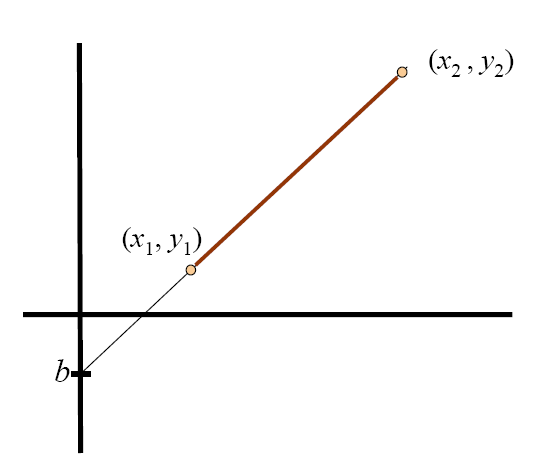 (x₂ , y₂)
(x₁, y₁)
b